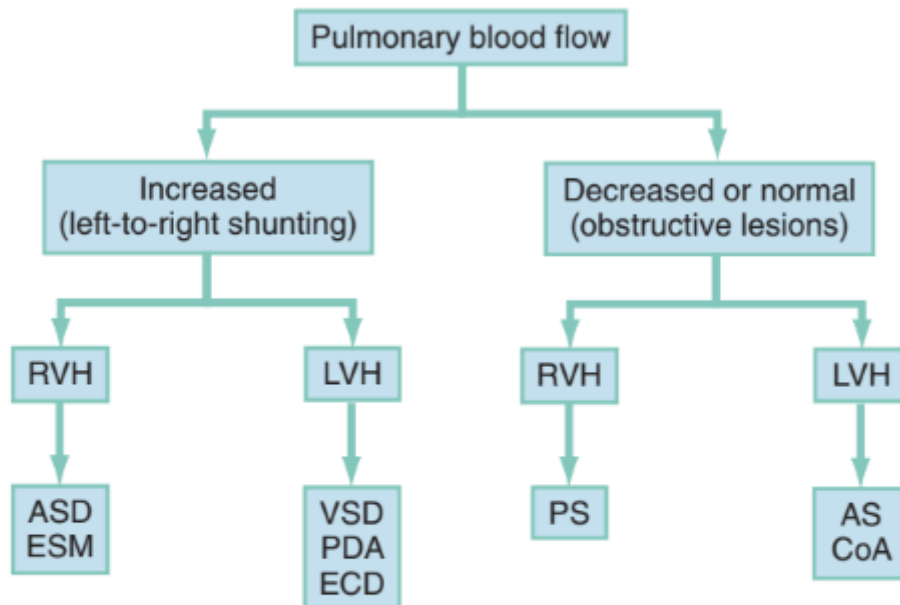 Pulmonary blood flow
Increased
(left-to-right shunting)
Decreased or normal
(obstructive lesions)
RVH
LVH
RVH
LVH
ASD
ESM
VSD
PDA
ECD
PS
AS
CoA